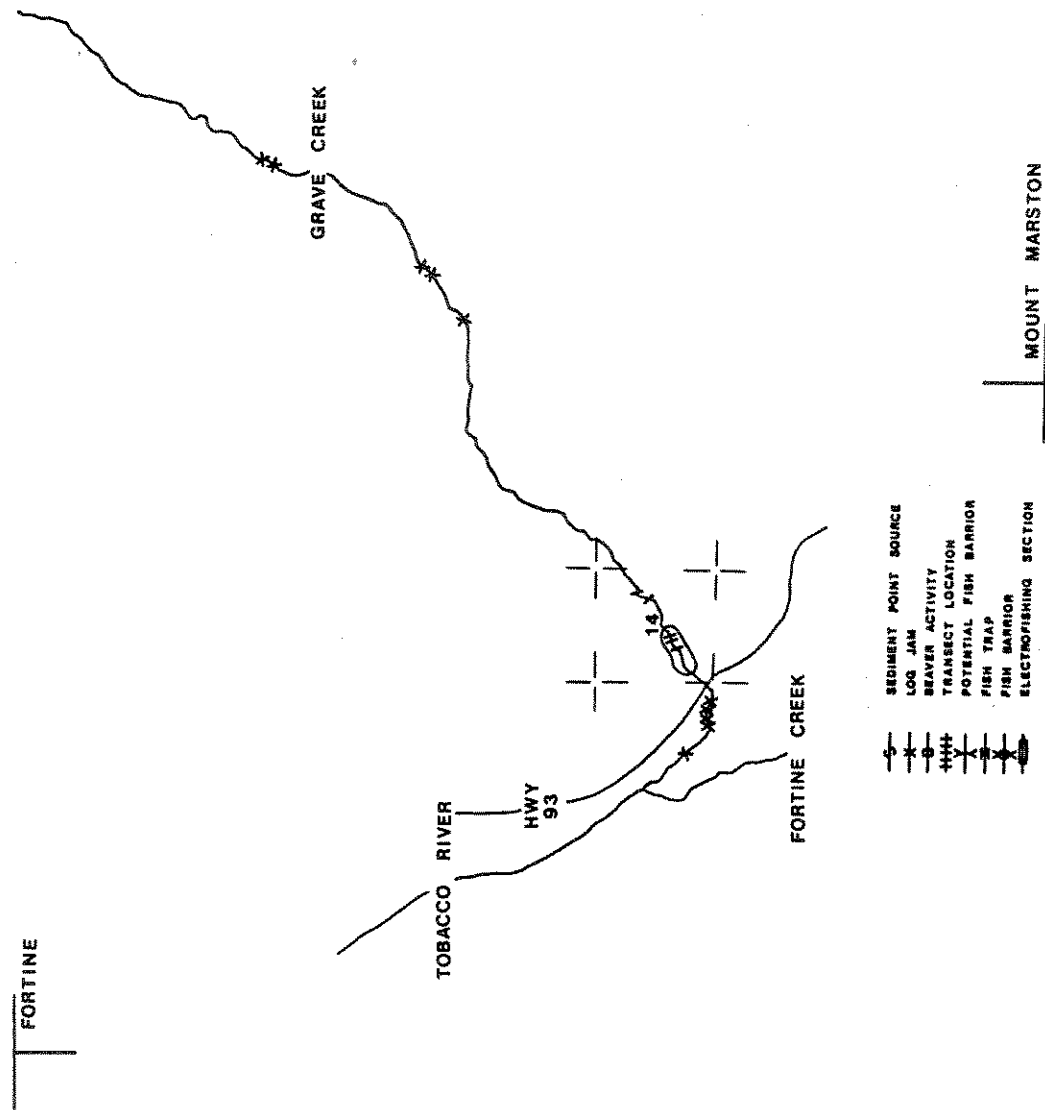 FORTINE
TOBACCO RIVER
HWY
93
FORTINE CREEK
14
GRAVE CREEK
MOUNT MARSTON
SEDIMENT POINT SOURCE
LOG JAM
BEAVER ACTIVITY
TRANSECT LOCATION
POTENTIAL FISH BARRIOR
FISH TRAP
FISH BARRIOR
ELECTROFISHING SECTION